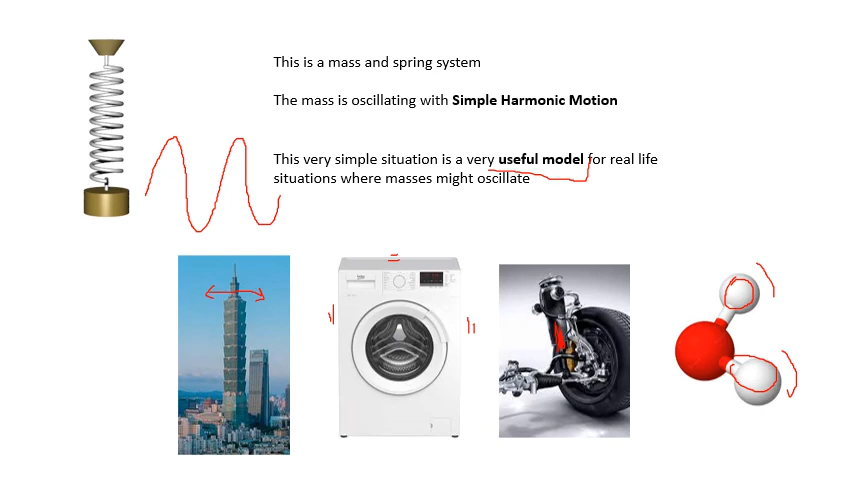 This is a mass and spring system
The mass is oscillating with Simple Harmonic Motion
This very simple situation is a very useful model for real life
situations where masses might oscillate
beko